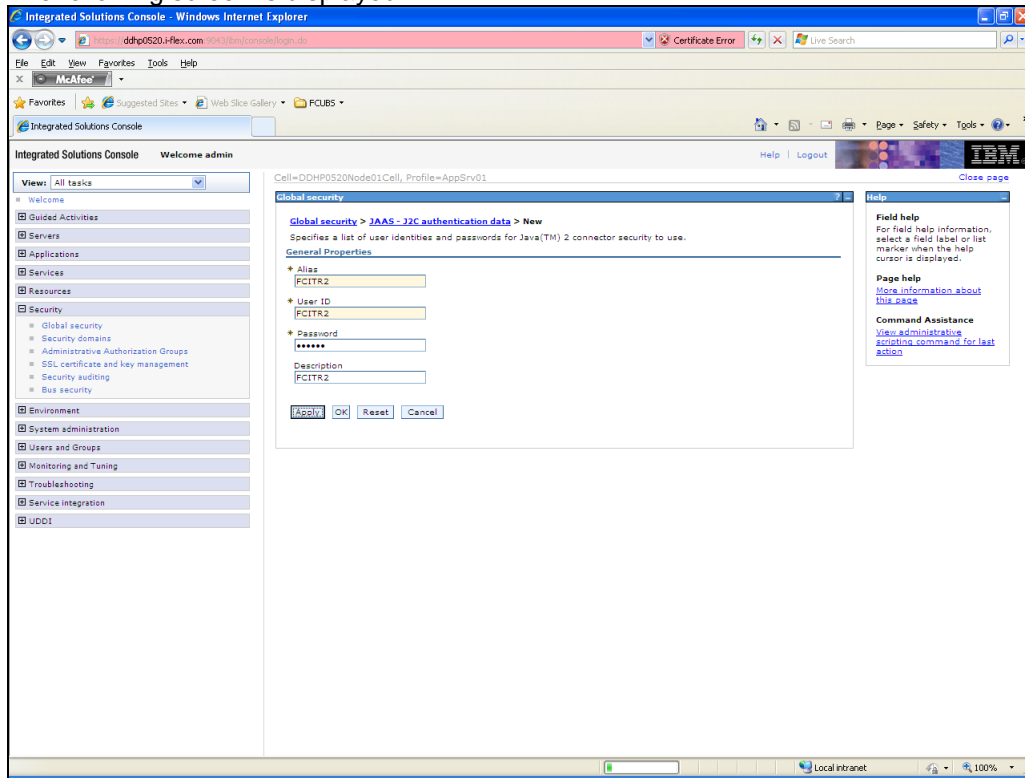 Integrated Solutions Console - Windows Internet Explorer
https://ddhp0520.i-flex.com:9043/ibm/console/login.do
Certificate Error
Live Search
File Edit View Favorites Tools Help
McAfee
Favorites
Suggested Sites
Web Slice Gallery
FCUBS
Integrated Solutions Console
Page
Safety
Tools
Integrated Solutions Console Welcome admin
Help | Logout
IBM.
View: All tasks
Welcome
Guided Activities
Servers
Applications
Services
Resources
Security
Global security
Security domains
Administrative Authorization Groups
SSL certificate and key management
Security auditing
Bus security
Environment
System administration
Users and Groups
Monitoring and Tuning
Troubleshooting
Service integration
UDDI
Cell=DDHP0520Node01Cell, Profile=AppSrv01
Close page
Global security
? -
Global security > JAAS - J2C authentication data > New
Specifies a list of user identities and passwords for Java(TM) 2 connector security to use.
General Properties
* Alias
FCITR2
* User ID
FCITR2
* Password
••••••
Description
FCITR2
Apply OK Reset Cancel
Help
Field help
For field help information,
select a field label or list
marker when the help
cursor is displayed.
Page help
More information about
this page
Command Assistance
View administrative
scripting command for last
action
Local intranet
100%